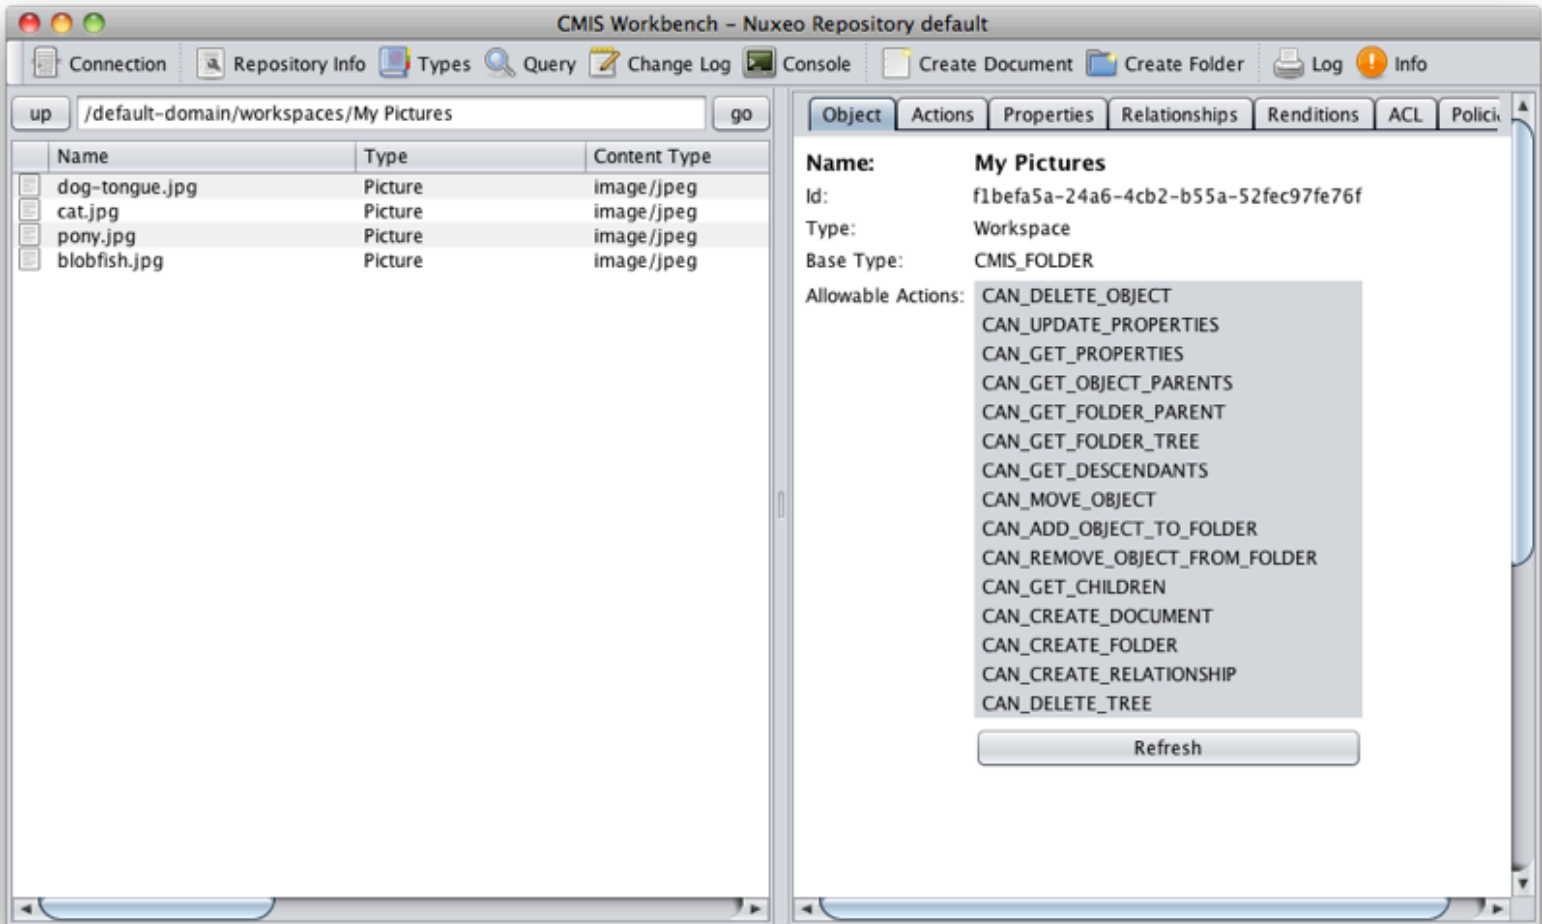 CMIS Workbench - Nuxeo Repository default
Connection Repository Info Types Query Change Log Console Create Document Create Folder Log Info
up /default-domain/workspaces/My Pictures go
Name Type Content Type
dog-tongue.jpg Picture image/jpeg
cat.jpg Picture image/jpeg
pony.jpg Picture image/jpeg
blobfish.jpg Picture image/jpeg
Object Actions Properties Relationships Renditions ACL
Name: My Pictures
Id: f1befa5a-24a6-4cb2-b55a-52fec97fe76f
Type: Workspace
Base Type: CMIS_FOLDER
Allowable Actions: CAN_DELETE_OBJECT
CAN_UPDATE_PROPERTIES
CAN_GET_PROPERTIES
CAN_GET_OBJECT_PARENTS
CAN_GET_FOLDER_PARENT
CAN_GET_FOLDER_TREE
CAN_GET_DESCENDANTS
CAN_MOVE_OBJECT
CAN_ADD_OBJECT_TO_FOLDER
CAN_REMOVE_OBJECT_FROM_FOLDER
CAN_GET_CHILDREN
CAN_CREATE_DOCUMENT
CAN_CREATE_FOLDER
CAN_CREATE_RELATIONSHIP
CAN_DELETE_TREE
Refresh